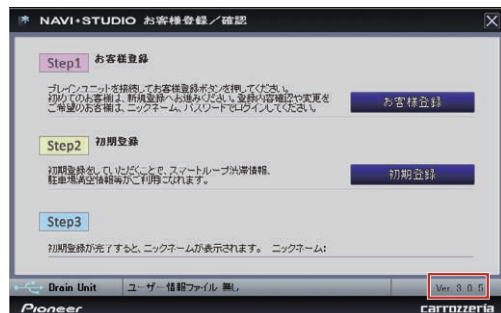 NAVI•STUDIO お客様登録／確認
Step1 お客様登録
ブレインユニットを接続してお客様登録ボタンを押してください。
初めてのお客様は、新規登録へお進みください。登録内容確認や変更を
ご希望のお客様は、ニックネーム、パスワードでログインしてください。
お客様登録
Step2 初期登録
初期登録をしていただくことで、スマートループ渋滞情報、
駐車場満空情報等がご利用になれます。
初期登録
Step3
初期登録が完了すると、ニックネームが表示されます。 ニックネーム:
Brain Unit ユーザー情報ファイル 無し Ver. 3. 0. 5
Pioneer carrozzeria